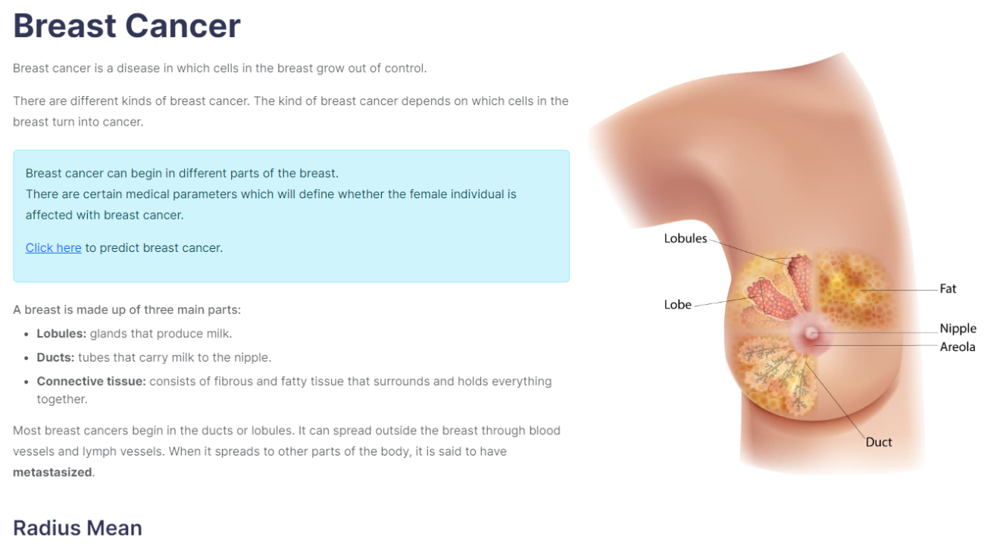 Breast Cancer
Breast cancer is a disease in which cells in the breast grow out of control.
There are different kinds of breast cancer. The kind of breast cancer depends on which cells in the
breast turn into cancer.
Breast cancer can begin in different parts of the breast.
There are certain medical parameters which will define whether the female individual is
affected with breast cancer.
Click here to predict breast cancer.
A breast is made up of three main parts:
• Lobules: glands that produce milk.
• Ducts: tubes that carry milk to the nipple.
• Connective tissue: consists of fibrous and fatty tissue that surrounds and holds everything
together.
Most breast cancers begin in the ducts or lobules. It can spread outside the breast through blood
vessels and lymph vessels. When it spreads to other parts of the body, it is said to have
metastasized.
Radius Mean
Lobules
Lobe
Fat
Nipple
Areola
Duct